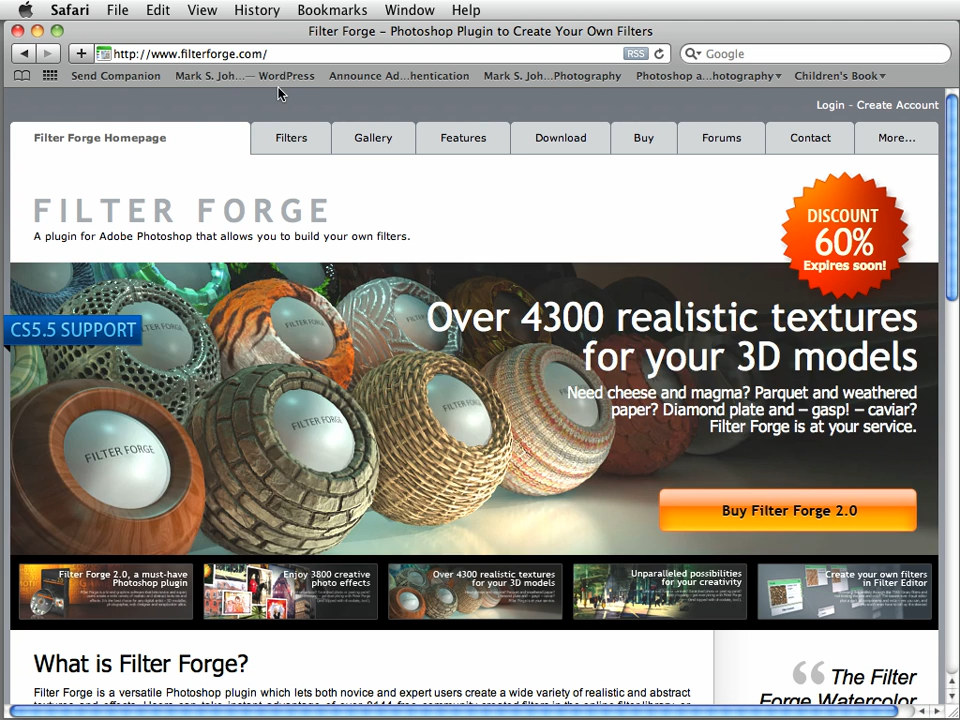 Safari File Edit View History Bookmarks Window Help
Filter Forge – Photoshop Plugin to Create Your Own Filters
http://www.filterforge.com/ RSS Google
Send Companion Mark S. Joh...— WordPress Announce Ad...hentication Mark S. Joh...Photography Photoshop a...hotography Children's Book
Login - Create Account
Filter Forge Homepage Filters Gallery Features Download Buy Forums Contact More...
FILTER FORGE
A plugin for Adobe Photoshop that allows you to build your own filters.
DISCOUNT
60%
Expires soon!
CS5.5 SUPPORT
Over 4300 realistic textures
for your 3D models
Need cheese and magma? Parquet and weathered
paper? Diamond plate and – gasp! – caviar?
Filter Forge is at your service.
FILTER FORGE
FILTER FORGE
FILTER FORGE
Buy Filter Forge 2.0
Filter Forge 2.0, a must-have
Photoshop plugin
Enjoy 3800 creative
photo effects
Over 4300 realistic textures
for your 3D models
Unparalleled possibilities
for your creativity
Create your own filters
in Filter Editor
What is Filter Forge?
Filter Forge is a versatile Photoshop plugin which lets both novice and expert users create a wide variety of realistic and abstract
The Filter
Forge Watercolor